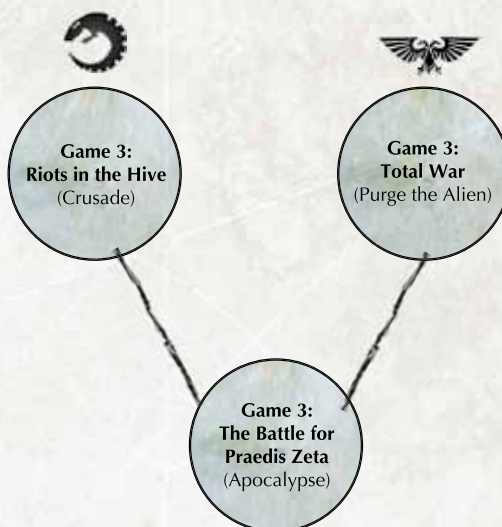 Game 3:
Riots in the Hive
(Crusade)
Game 3:
Total War
(Purge the Alien)
Game 3:
The Battle for
Praedis Zeta
(Apocalypse)